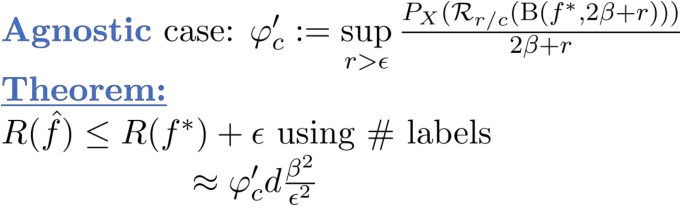 Agnostic case: φ′_c := sup_{r>ϵ} P_X(ℛ_{r/c}(B(f*,2β+r))) / 2β+r
Theorem:
R(f̂) ≤ R(f*) + ϵ using # labels
≈ φ′_c d β²/ϵ²